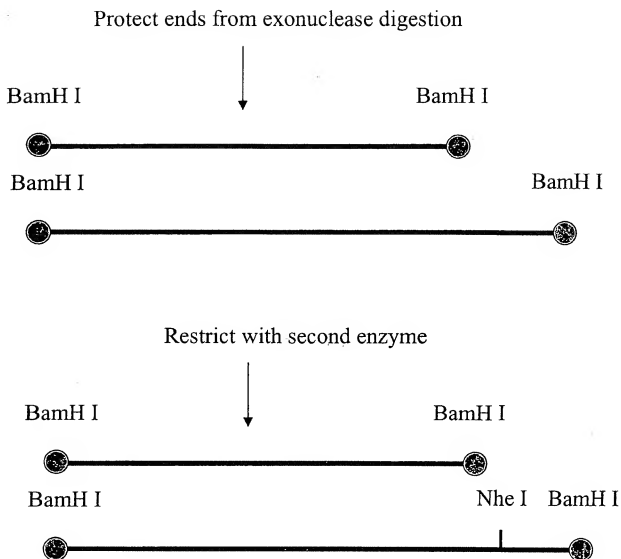 Protect ends from exonuclease digestion
BamH I BamH I
BamH I BamH I
Restrict with second enzyme
BamH I BamH I
BamH I Nhe I BamH I